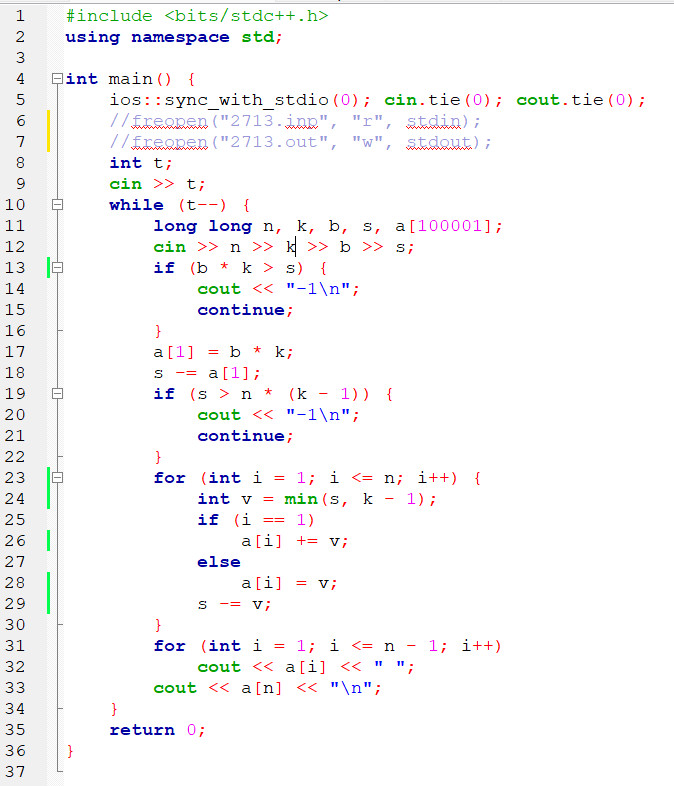 1 #include <bits/stdc++.h>
2 using namespace std;
3
4 int main() {
5     ios::sync_with_stdio(0); cin.tie(0); cout.tie(0);
6     //freopen("2713.inp", "r", stdin);
7     //freopen("2713.out", "w", stdout);
8     int t;
9     cin >> t;
10     while (t--) {
11         long long n, k, b, s, a[100001];
12         cin >> n >> k >> b >> s;
13         if (b * k > s) {
14             cout << "-1\n";
15             continue;
16         }
17         a[1] = b * k;
18         s -= a[1];
19         if (s > n * (k - 1)) {
20             cout << "-1\n";
21             continue;
22         }
23         for (int i = 1; i <= n; i++) {
24             int v = min(s, k - 1);
25             if (i == 1)
26                 a[i] += v;
27             else
28                 a[i] = v;
29             s -= v;
30         }
31         for (int i = 1; i <= n - 1; i++)
32             cout << a[i] << " ";
33         cout << a[n] << "\n";
34     }
35     return 0;
36 }
37